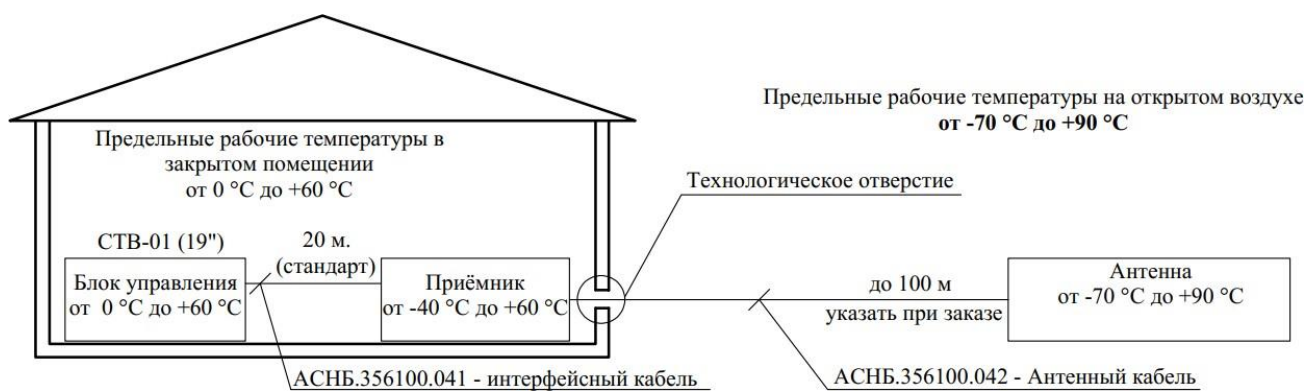 Предельные рабочие температуры на открытом воздухе
от -70 °C до +90 °C
Предельные рабочие температуры в
закрытом помещении
от 0 °C до +60 °C
Технологическое отверстие
СТВ-01 (19")
20 м.
(стандарт)
Блок управления
от 0 °C до +60 °C
Приёмник
от -40 °C до +60 °C
до 100 м
указать при заказе
Антенна
от -70 °C до +90 °C
АСНБ.356100.041 - интерфейсный кабель
АСНБ.356100.042 - Антенный кабель